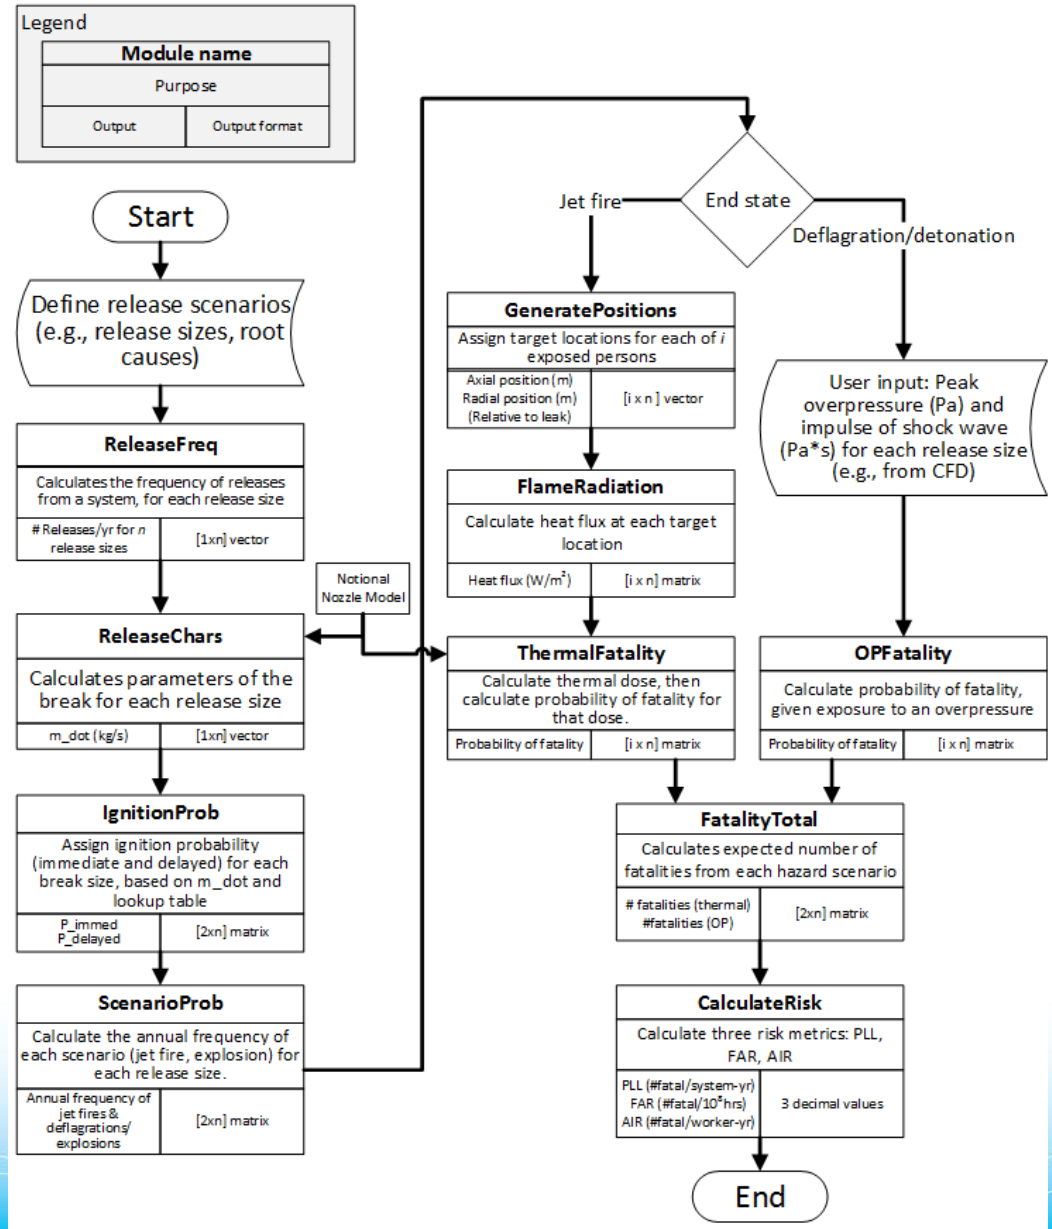 Legend
Module name
Purpose
Output
Output format
Start
Define release scenarios
(e.g., release sizes, root
causes)
ReleaseFreq
Calculates the frequency of releases
from a system, for each release size
# Releases/yr for n
release sizes
[1xn] vector
Notional
Nozzle Model
ReleaseChars
Calculates parameters of the
break for each release size
m_dot (kg/s)
[1xn] vector
IgnitionProb
Assign ignition probability
(immediate and delayed) for each
break size, based on m_dot and
lookup table
P_immed
P_delayed
[2xn] matrix
ScenarioProb
Calculate the annual frequency of
each scenario (jet fire, explosion) for
each release size.
Annual frequency of
jet fires &
deflagrations/
explosions
[2xn] matrix
End state
Jet fire
Deflagration/detonation
GeneratePositions
Assign target locations for each of i
exposed persons
Axial position (m)
Radial position (m)
(Relative to leak)
[i x n ] vector
FlameRadiation
Calculate heat flux at each target
location
Heat flux (W/m²)
[i x n] matrix
ThermalFatality
Calculate thermal dose, then
calculate probability of fatality for
that dose.
Probability of fatality
[i x n] matrix
User input: Peak
overpressure (Pa) and
impulse of shock wave
(Pa*s) for each release size
(e.g., from CFD)
OPFatality
Calculate probability of fatality,
given exposure to an overpressure
Probability of fatality
[i x n] matrix
FatalityTotal
Calculates expected number of
fatalities from each hazard scenario
# fatalities (thermal)
#fatalities (OP)
[2xn] matrix
CalculateRisk
Calculate three risk metrics: PLL,
FAR, AIR
PLL (#fatal/system-yr)
FAR (#fatal/10⁸hrs)
AIR (#fatal/worker-yr)
3 decimal values
End